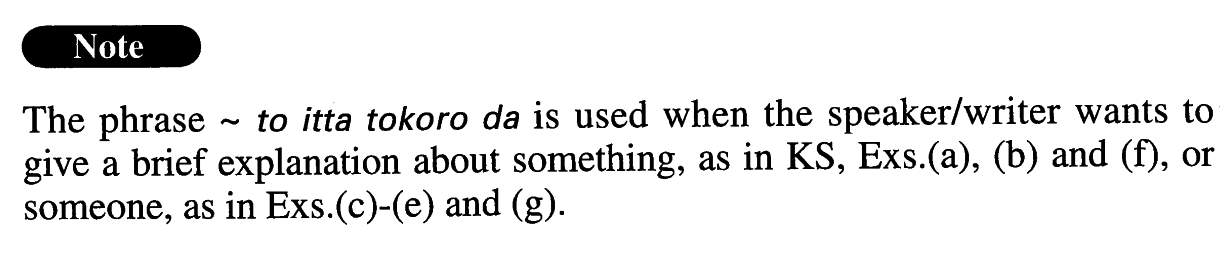 Note
The phrase ~ to itta tokoro da is used when the speaker/writer wants to
give a brief explanation about something, as in KS, Exs.(a), (b) and (f), or
someone, as in Exs.(c)-(e) and (g).